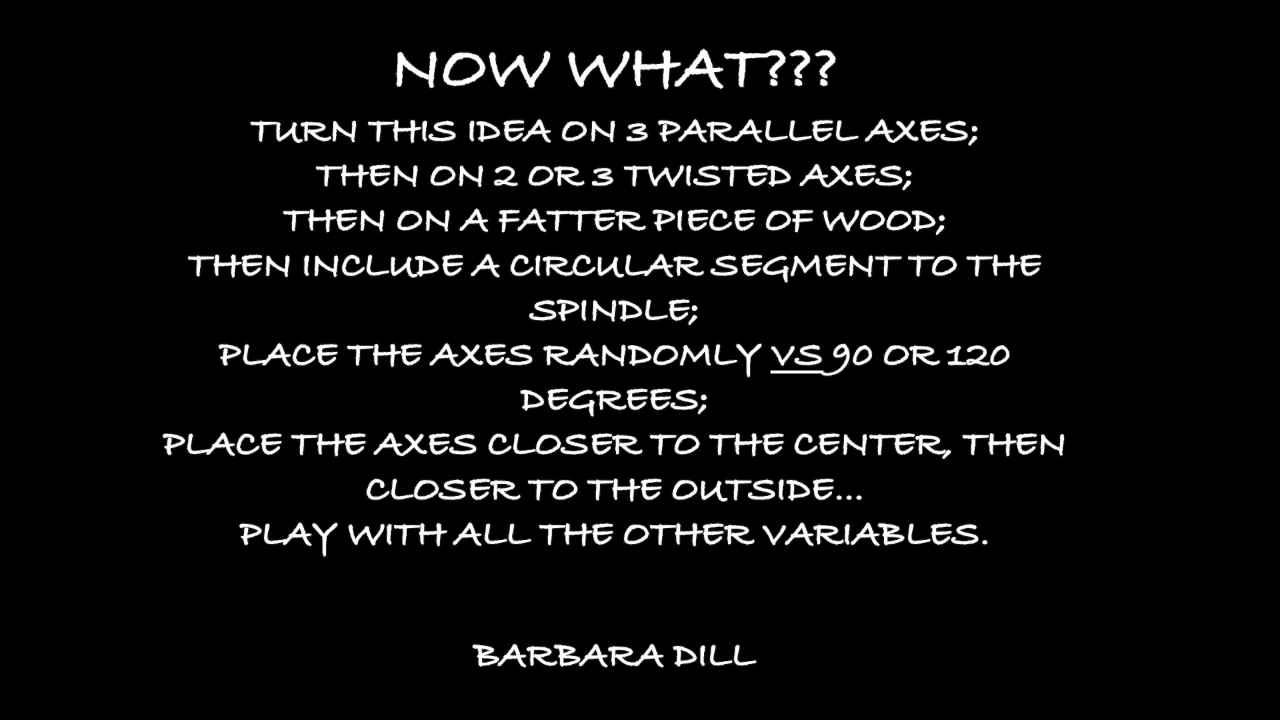 NOW WHAT???
TURN THIS IDEA ON 3 PARALLEL AXES;
THEN ON 2 OR 3 TWISTED AXES;
THEN ON A FATTER PIECE OF WOOD;
THEN INCLUDE A CIRCULAR SEGMENT TO THE
SPINDLE;
PLACE THE AXES RANDOMLY VS 90 OR 120
DEGREES;
PLACE THE AXES CLOSER TO THE CENTER, THEN
CLOSER TO THE OUTSIDE...
PLAY WITH ALL THE OTHER VARIABLES.
BARBARA DILL